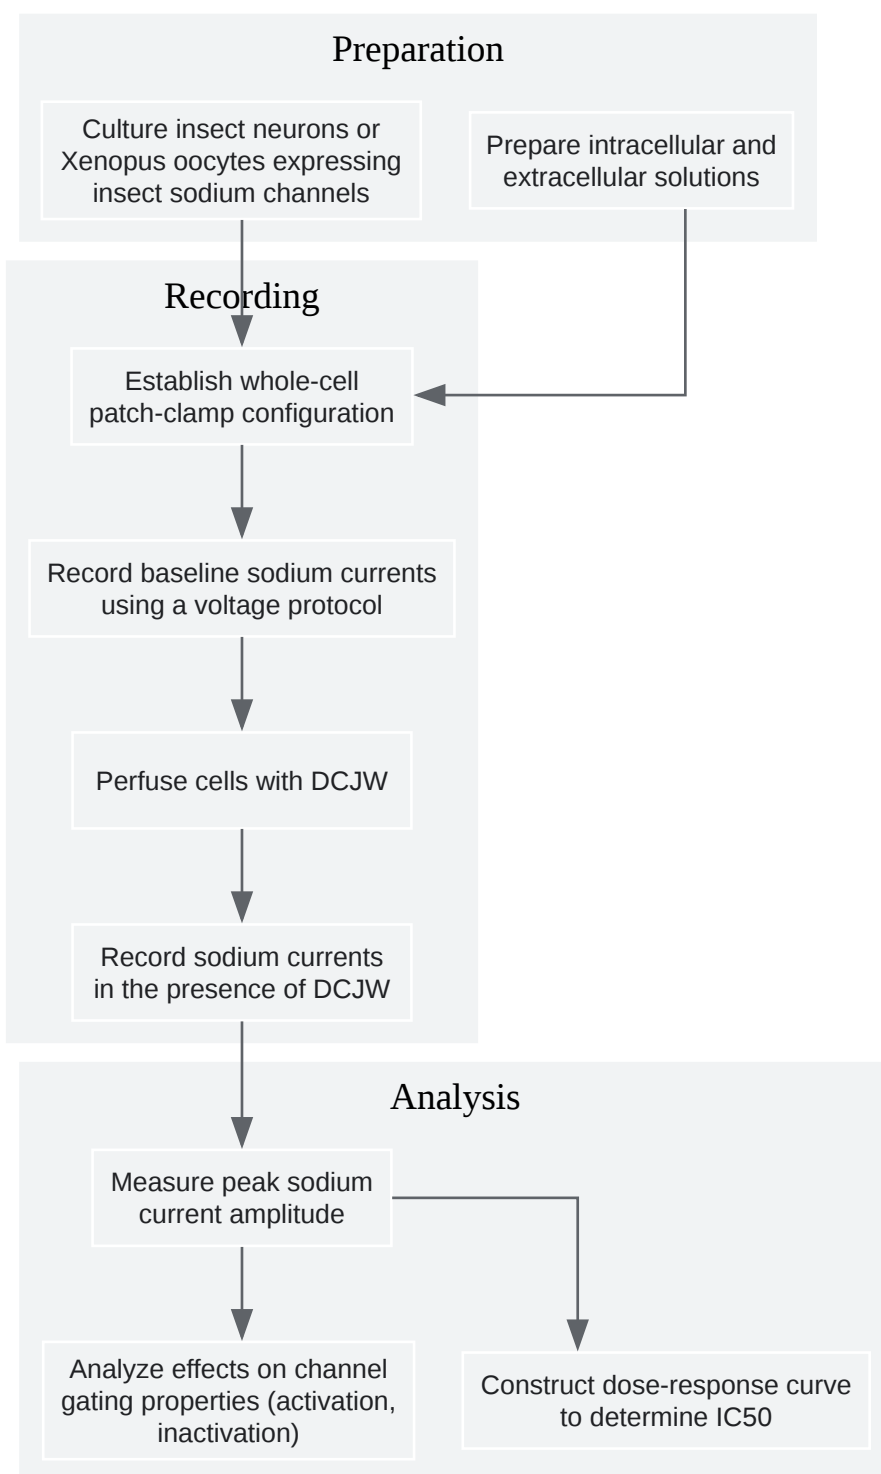 Preparation
Culture insect neurons or
Xenopus oocytes expressing
insect sodium channels
Prepare intracellular and
extracellular solutions
Recording
Establish whole-cell
patch-clamp configuration
Record baseline sodium currents
using a voltage protocol
Perfuse cells with DCJW
Record sodium currents
in the presence of DCJW
Analysis
Measure peak sodium
current amplitude
Analyze effects on channel
gating properties (activation,
inactivation)
Construct dose-response curve
to determine IC50